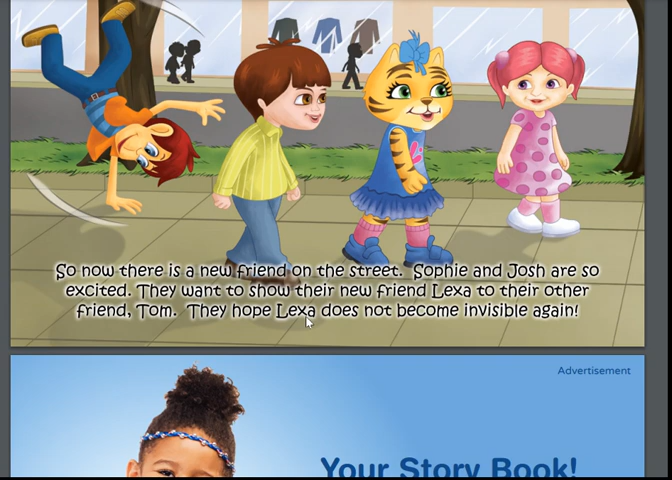 So now there is a new friend on the street. Sophie and Josh are so
excited. They want to show their new friend Lexa to their other
friend, Tom. They hope Lexa does not become invisible again!
Advertisement
Your Story Book!